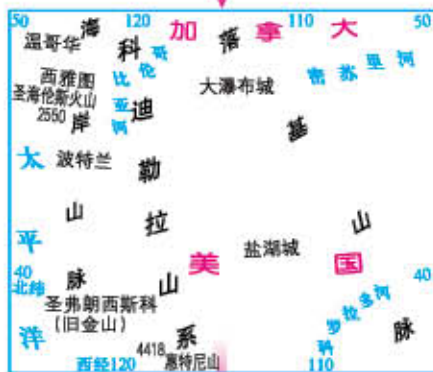 50 120 110 50
加拿大
温哥华
海岸山脉
科迪勒拉山系
落基山脉
西雅图
哥伦比亚河
圣海伦斯火山
2550
大瀑布城
密苏里河
太平洋
波特兰
盐湖城
美国
40
北纬
40
圣弗朗西斯科
(旧金山)
科罗拉多河
4418
惠特尼山
西经120 110